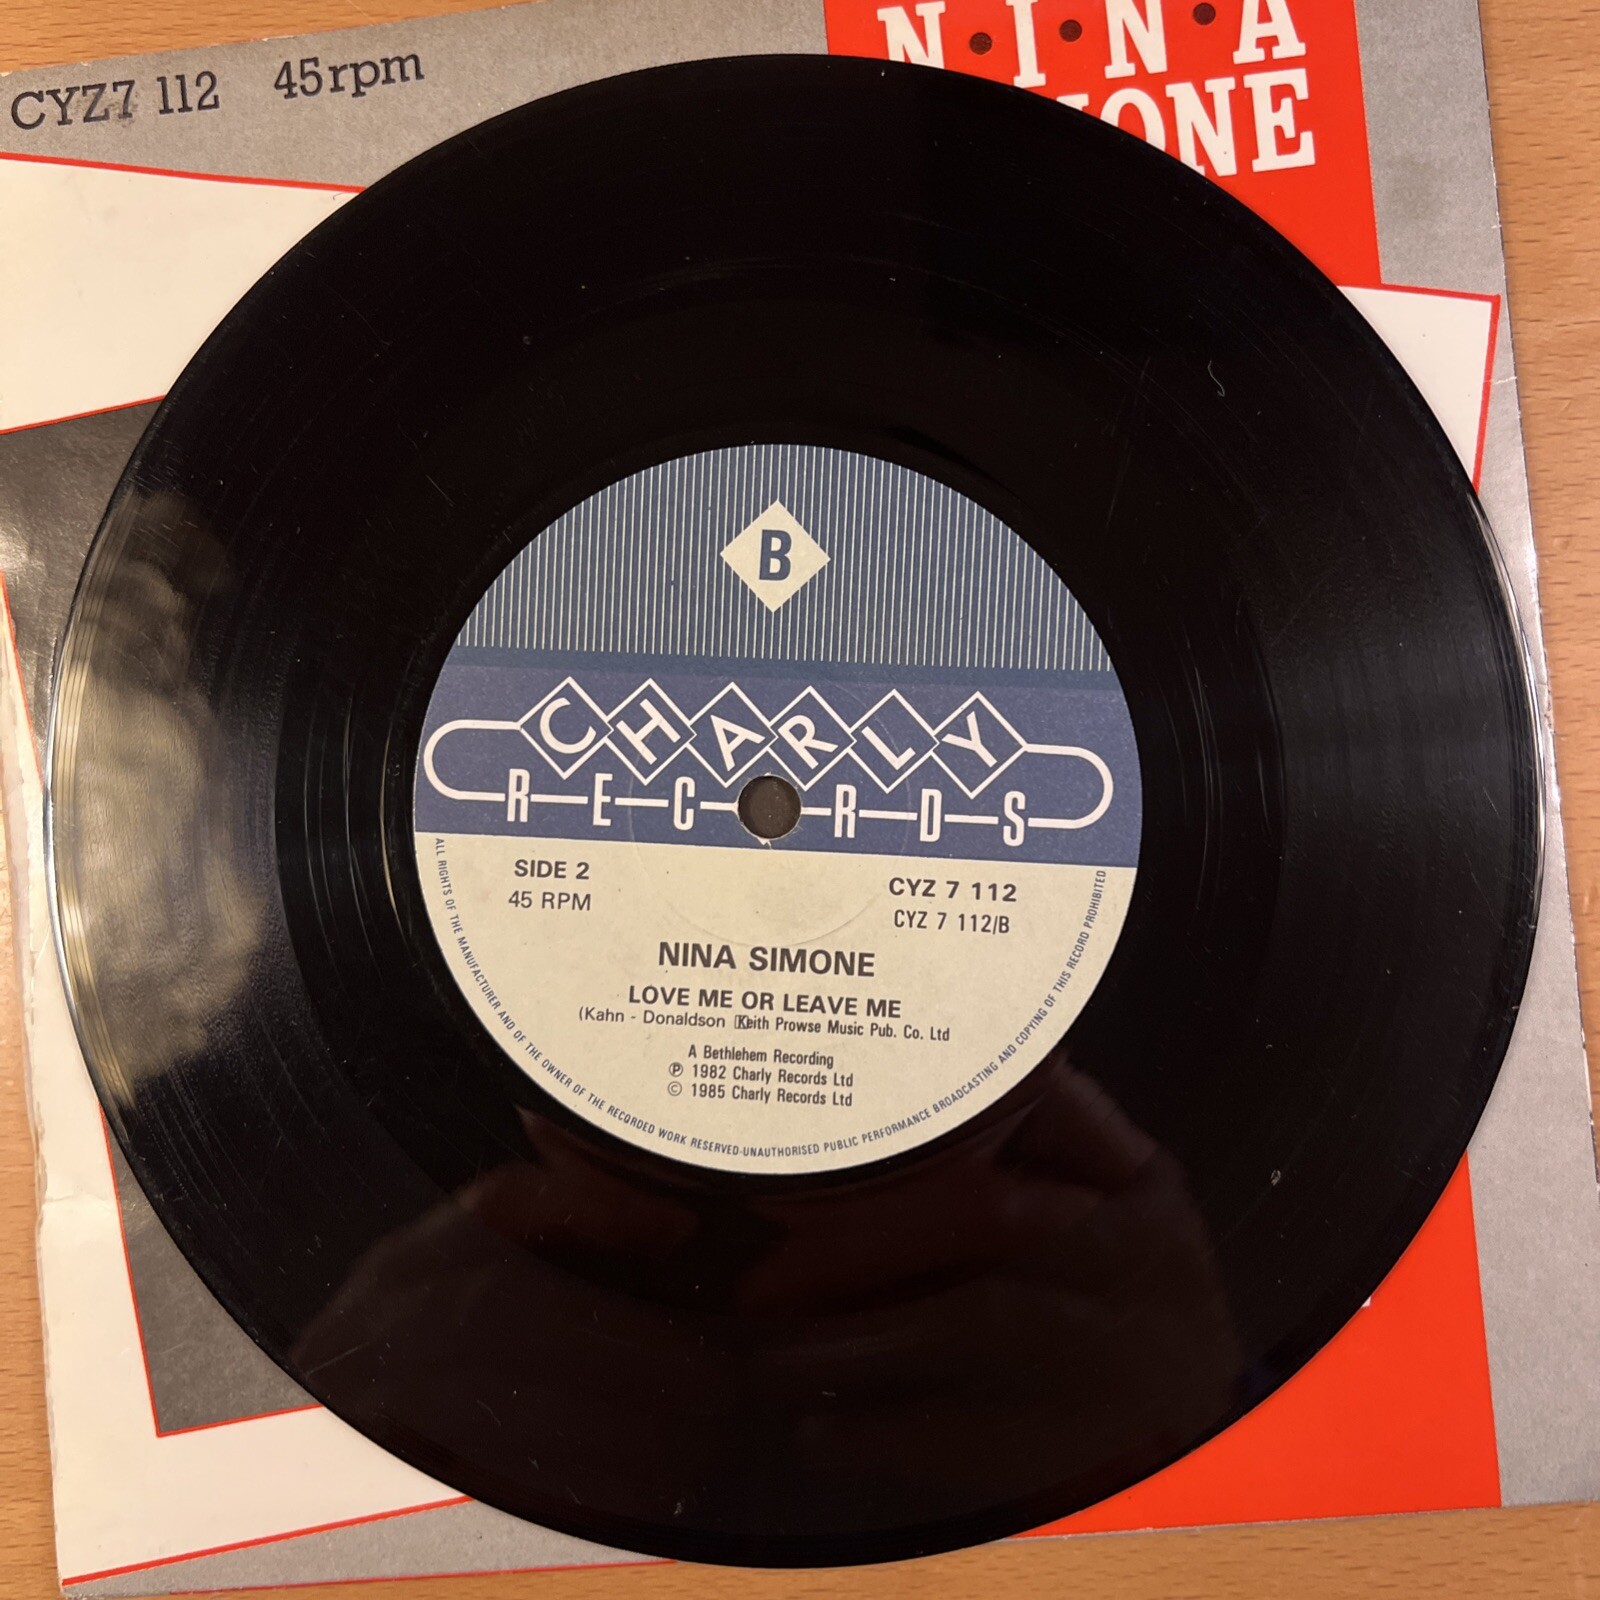 CYZ7 112 45rpm
N·I·N·A
ONE
B
CHARLY
RECORDS
SIDE 2
45 RPM
CYZ 7 112
CYZ 7 112/B
NINA SIMONE
LOVE ME OR LEAVE ME
(Kahn - Donaldson Keith Prowse Music Pub. Co. Ltd
A Bethlehem Recording
℗ 1982 Charly Records Ltd
© 1985 Charly Records Ltd
ALL RIGHTS OF THE MANUFACTURER AND OF THE OWNER OF THE RECORDED WORK RESERVED·UNAUTHORISED PUBLIC PERFORMANCE BROADCASTING AND COPYING OF THIS RECORD PROHIBITED